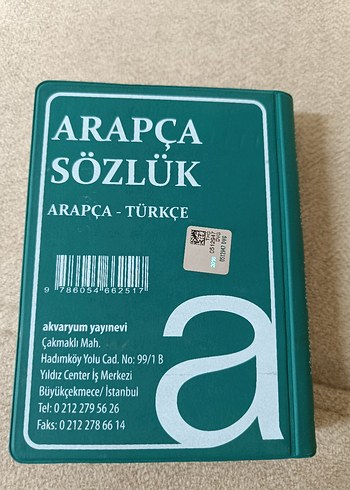 ARAPÇA
SÖZLÜK
ARAPÇA - TÜRKÇE
9 786054 662517
akvaryum yayınevi
Çakmaklı Mah.
Hadımköy Yolu Cad. No: 99/1 B
Yıldız Center İş Merkezi
Büyükçekmece/ İstanbul
Tel: 0 212 279 56 26
Faks: 0 212 278 66 14
a